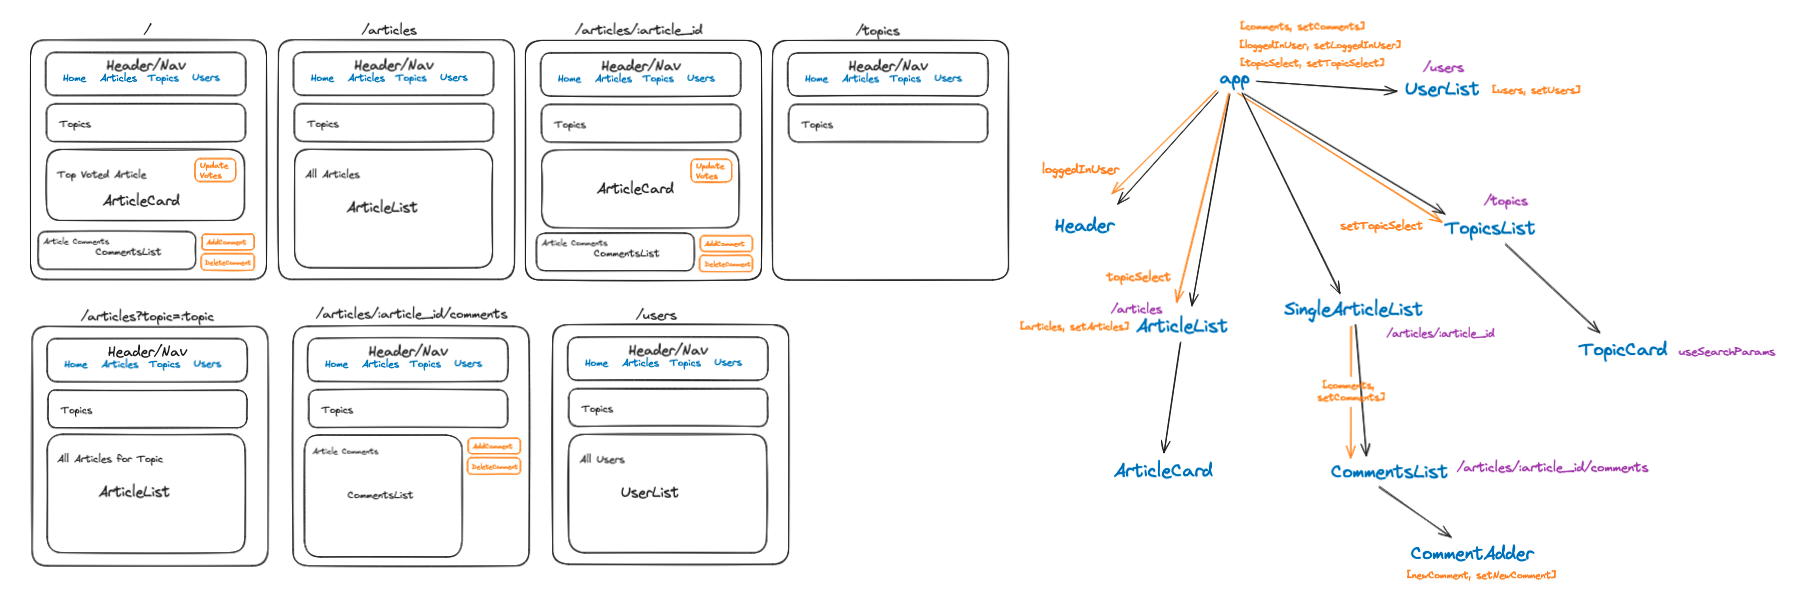 /
Header/Nav
Home Articles Topics Users
Topics
Top Voted Article
Update
Votes
ArticleCard
Article Comments
CommentsList
AddComment
DeleteComment
/articles
Header/Nav
Home Articles Topics Users
Topics
All Articles
ArticleList
/articles/:article_id
Header/Nav
Home Articles Topics Users
Topics
Update
Votes
ArticleCard
Article Comments
CommentsList
AddComment
DeleteComment
/topics
Header/Nav
Home Articles Topics Users
Topics
/articles?topic=:topic
Header/Nav
Home Articles Topics Users
Topics
All Articles for Topic
ArticleList
/articles/:article_id/comments
Header/Nav
Home Articles Topics Users
Topics
Article Comments
CommentsList
AddComment
DeleteComment
/users
Header/Nav
Home Articles Topics Users
Topics
All Users
UserList
[comments, setComments]
[loggedInUser, setLoggedInUser]
[topicSelect, setTopicSelect]
app
/users
UserList [users, setUsers]
loggedInUser
Header
/topics
setTopicSelect
TopicsList
topicSelect
/articles
[articles, setArticles] ArticleList
SingleArticleList
/articles/:article_id
TopicCard useSearchParams
[comments,
setComments]
ArticleCard
CommentsList /articles/:article_id/comments
CommentAdder
[newComment, setNewComment]